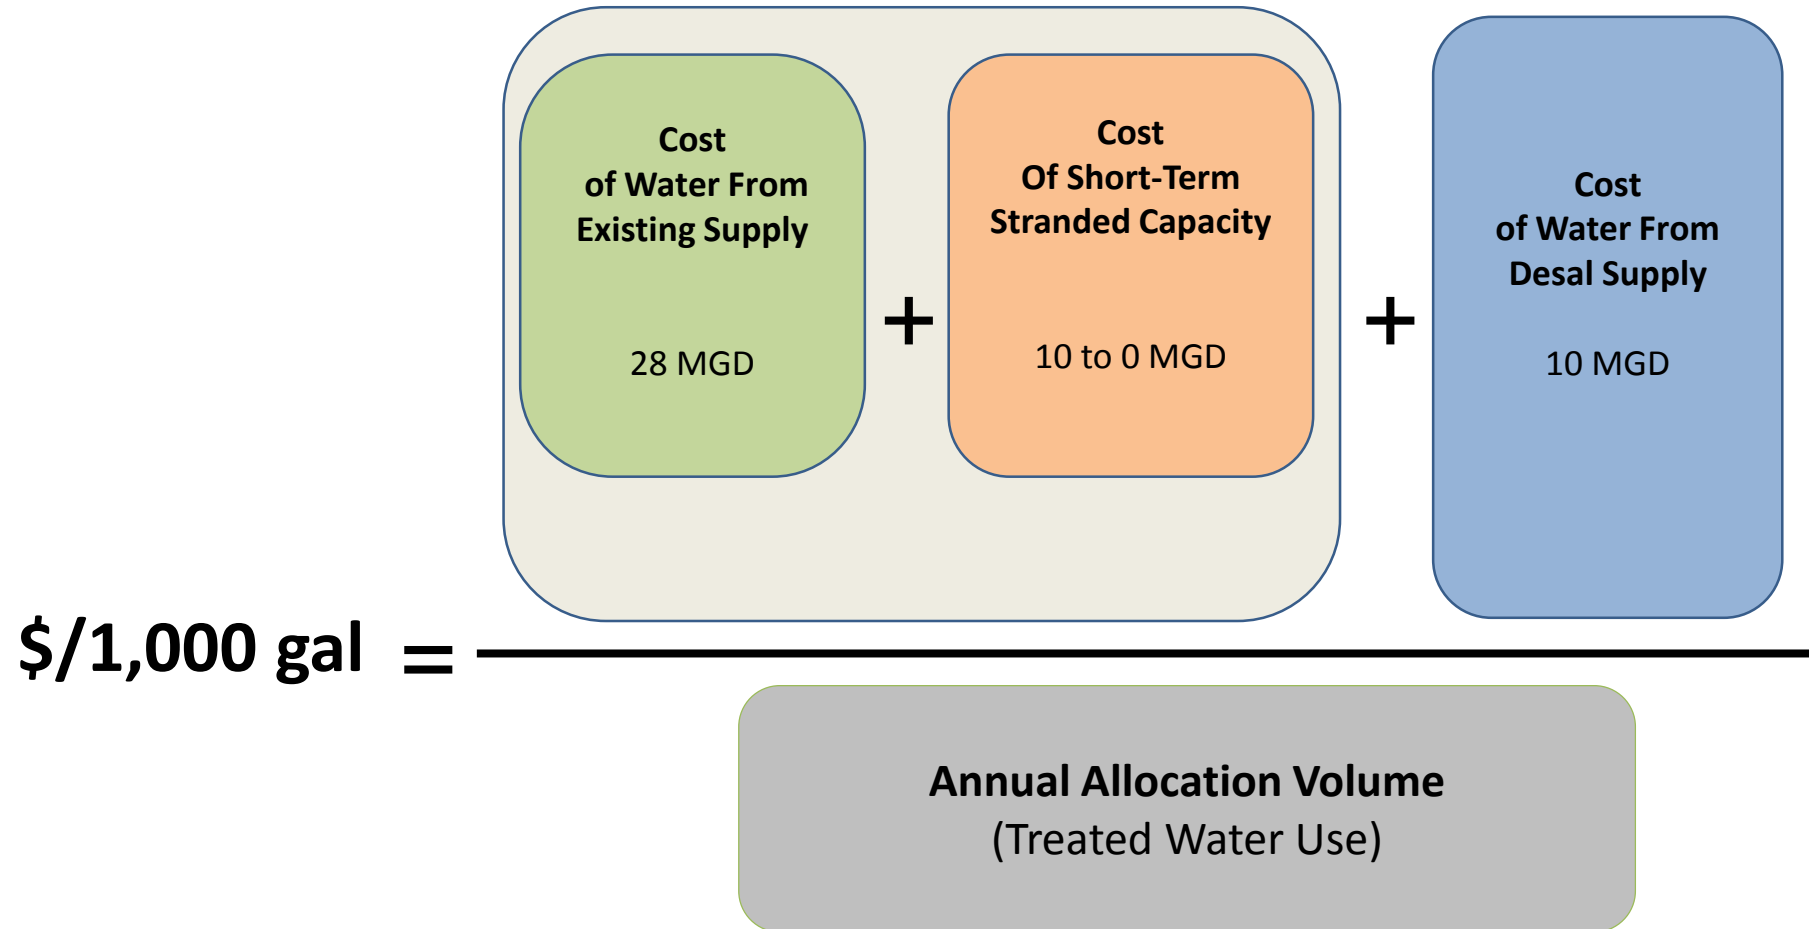 Cost
of Water From
Existing Supply
28 MGD
+
Cost
Of Short-Term
Stranded Capacity
10 to 0 MGD
+
Cost
of Water From
Desal Supply
10 MGD
$/1,000 gal =
Annual Allocation Volume
(Treated Water Use)